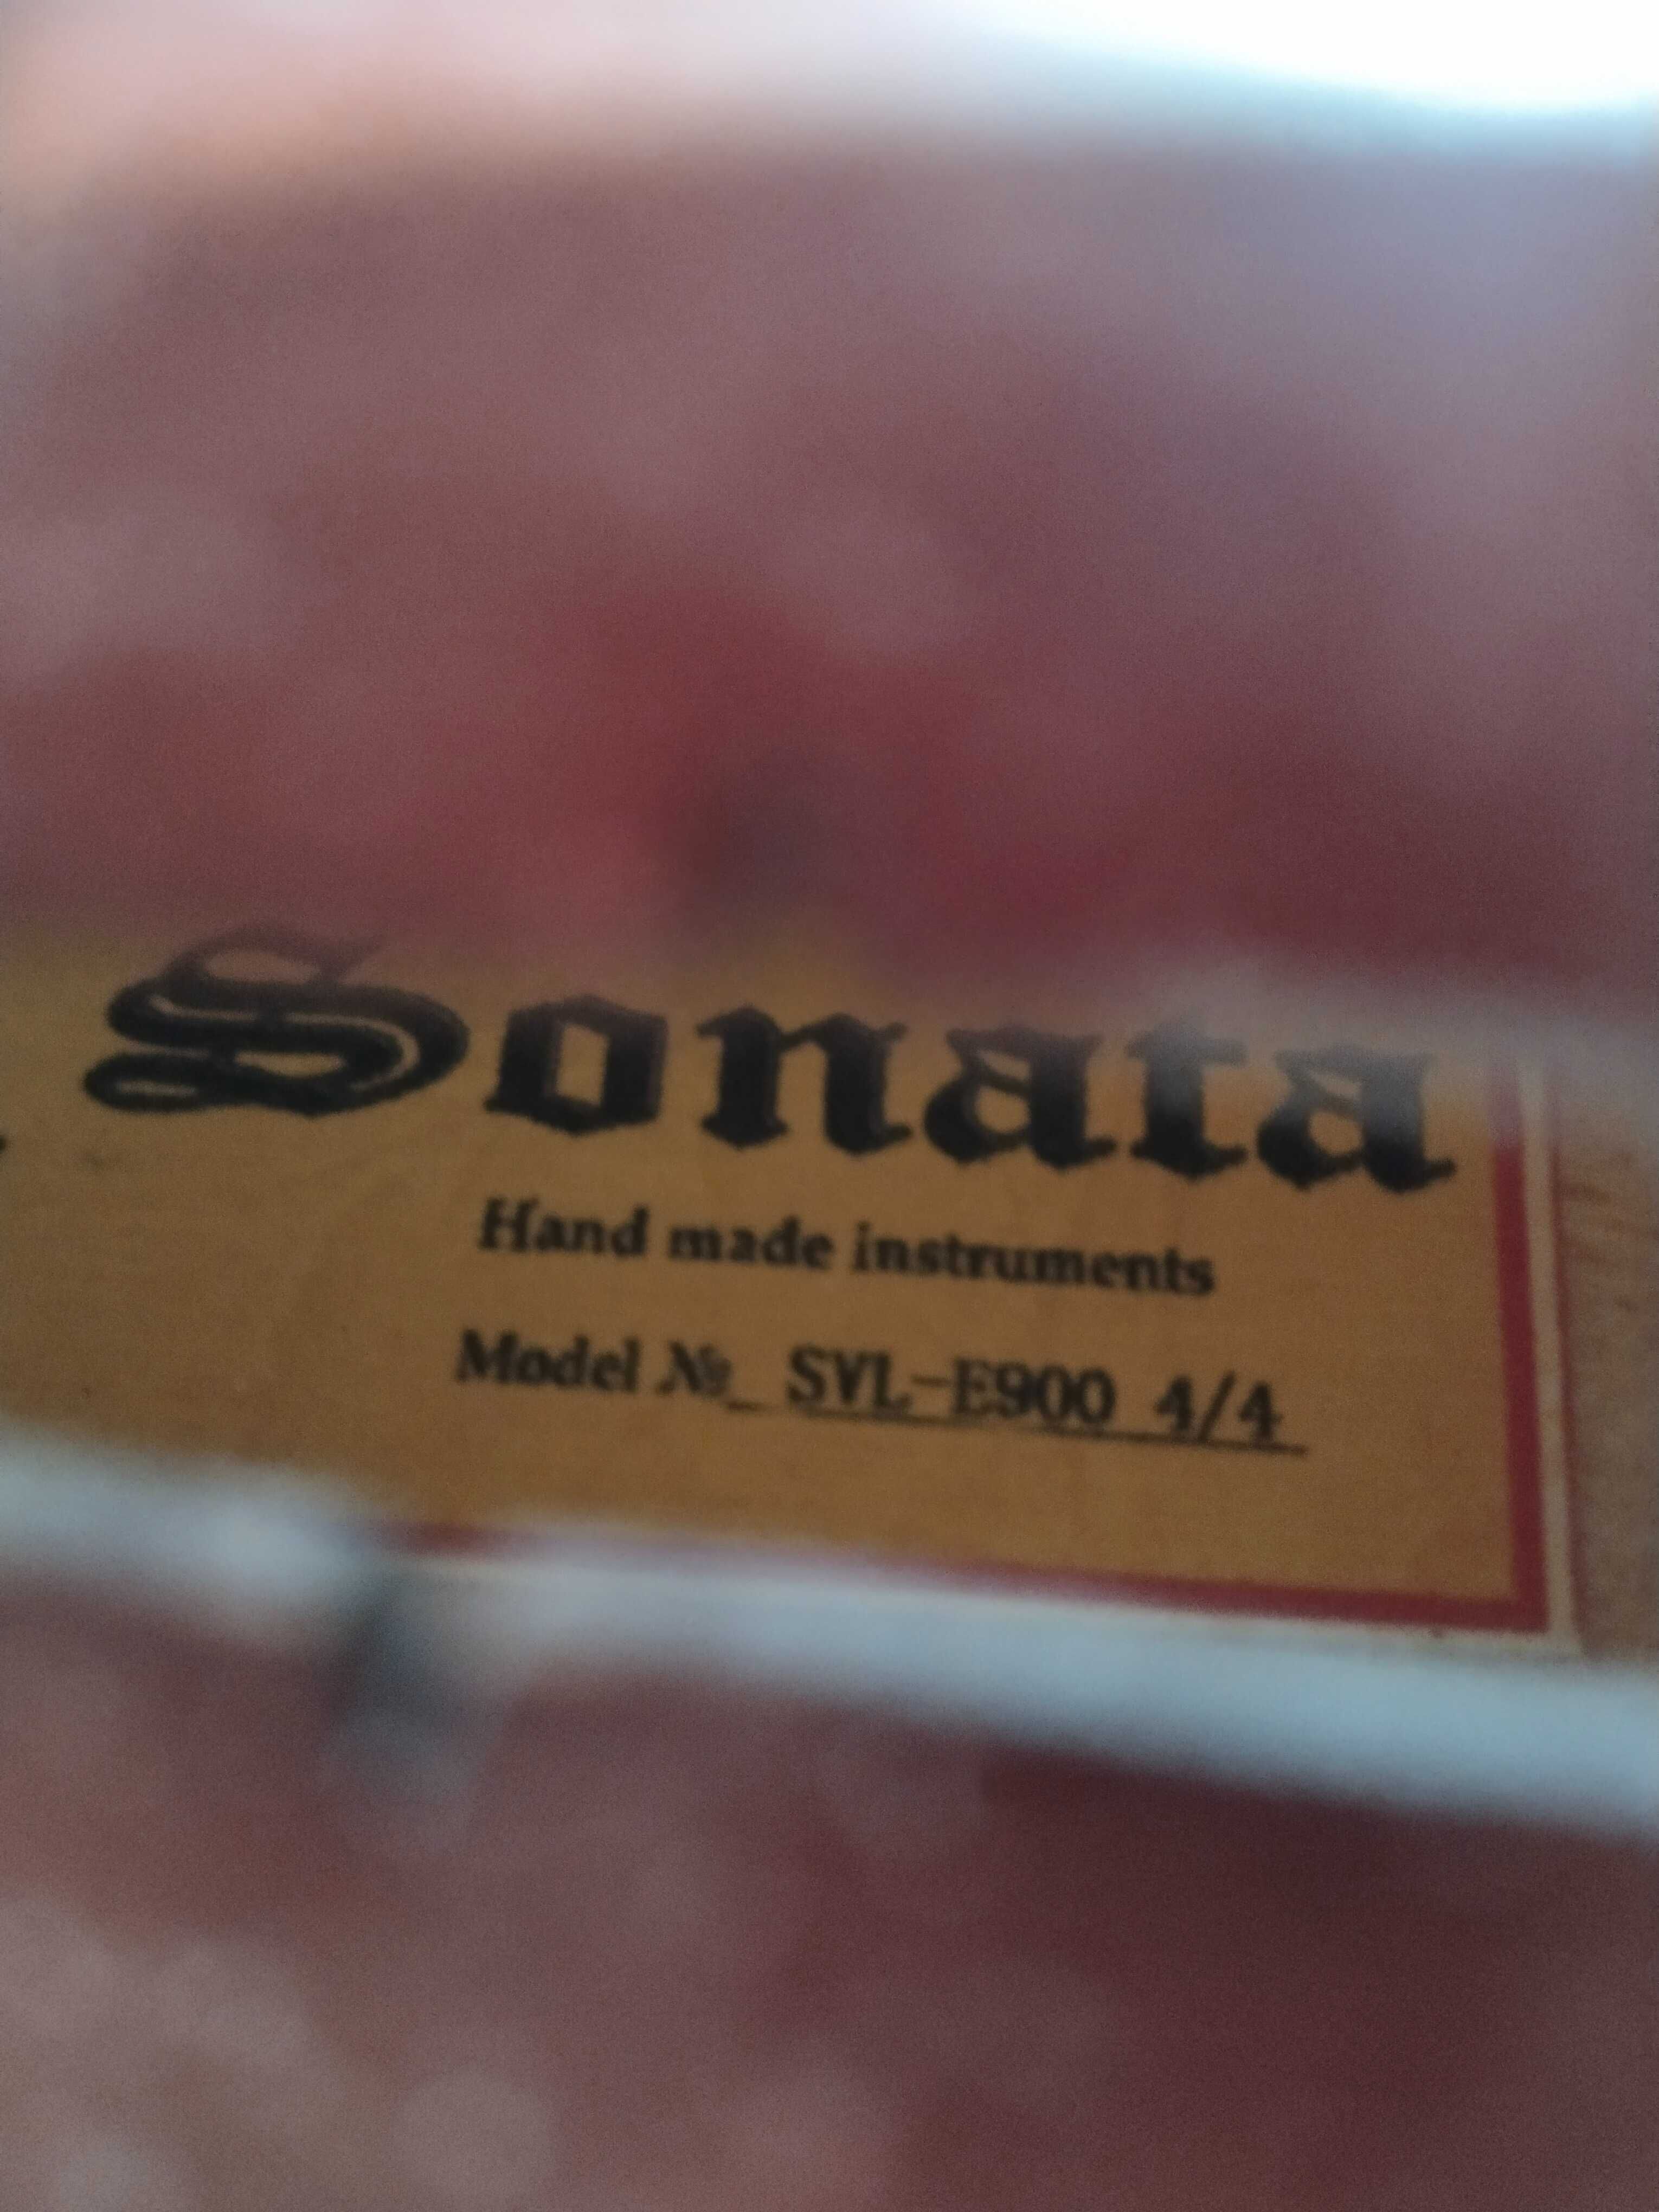 Sonata
Hand made instruments
Model № SVL-E900 4/4